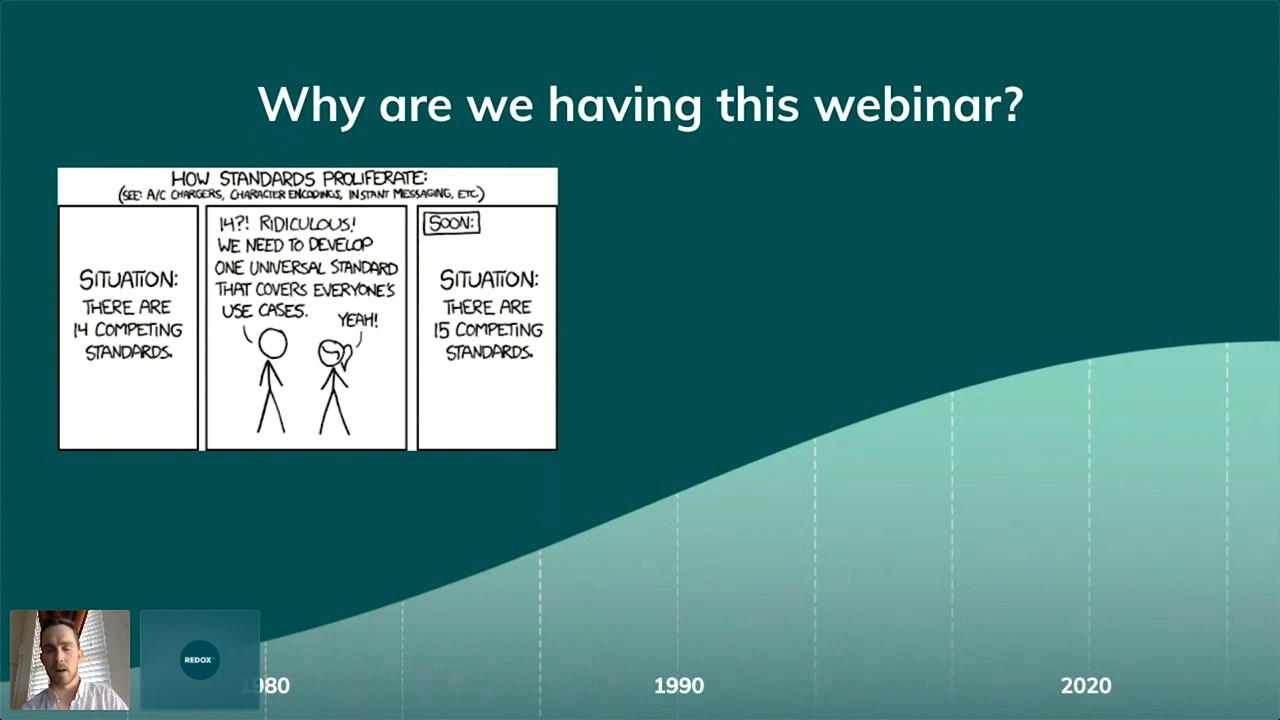 Why are we having this webinar?
HOW STANDARDS PROLIFERATE:
(SEE: A/C CHARGERS, CHARACTER ENCODINGS, INSTANT MESSAGING, ETC.)
SITUATION:
THERE ARE
14 COMPETING
STANDARDS.
14?! RIDICULOUS!
WE NEED TO DEVELOP
ONE UNIVERSAL STANDARD
THAT COVERS EVERYONE'S
USE CASES.
YEAH!
SOON:
SITUATION:
THERE ARE
15 COMPETING
STANDARDS.
REDOX
1980
1990
2020